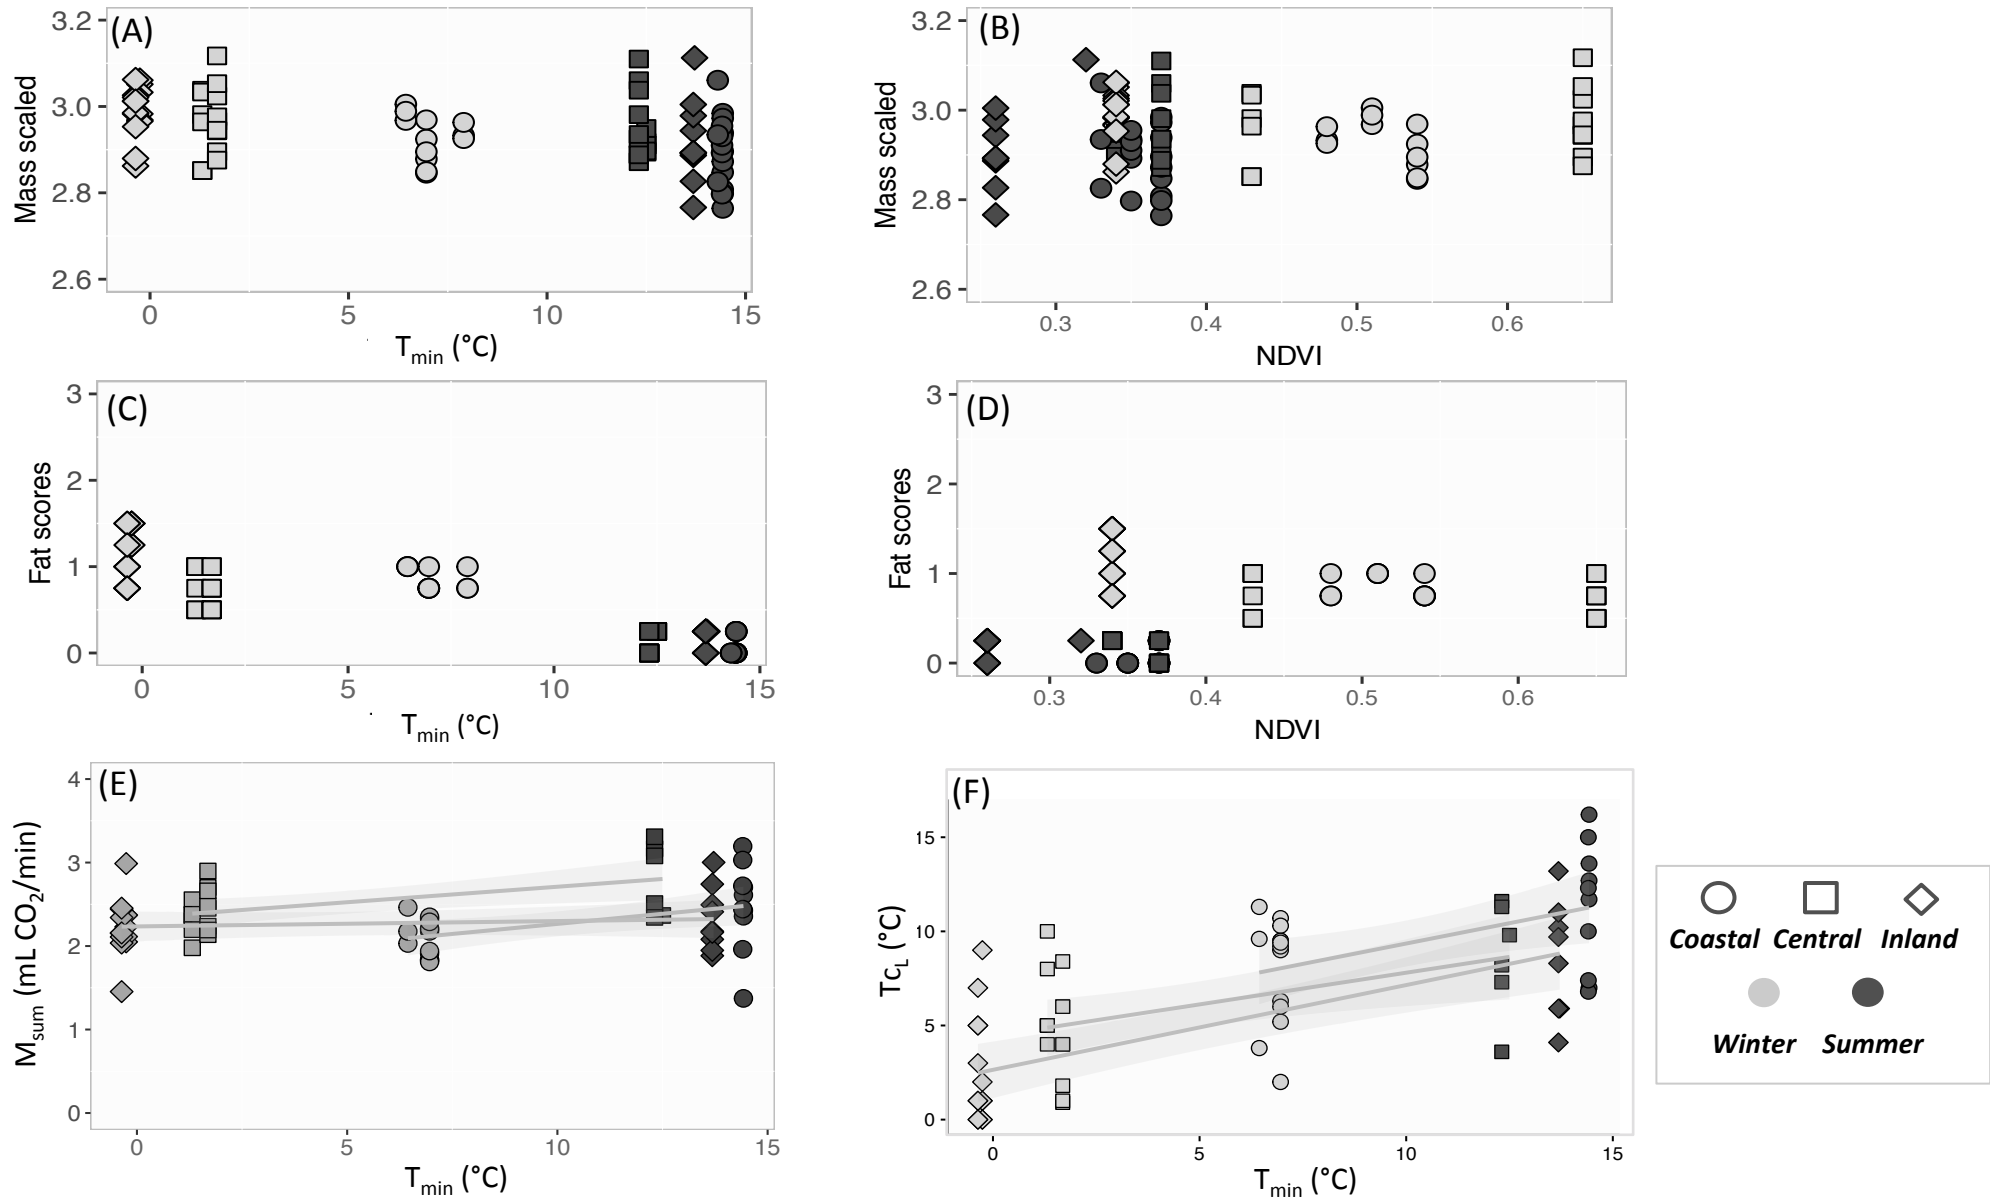 (A)
3.2
3.0
2.8
2.6
Mass scaled
0 5 10 15
Tmin (°C)
(B)
3.2
3.0
2.8
2.6
Mass scaled
0.3 0.4 0.5 0.6
NDVI
(C)
3
2
1
0
Fat scores
0 5 10 15
Tmin (°C)
(D)
3
2
1
0
Fat scores
0.3 0.4 0.5 0.6
NDVI
(E)
4
3
2
1
0
Msum (mL CO2/min)
0 5 10 15
Tmin (°C)
(F)
15
10
5
0
TcL (°C)
0 5 10 15
Tmin (°C)
Coastal Central Inland
Winter Summer